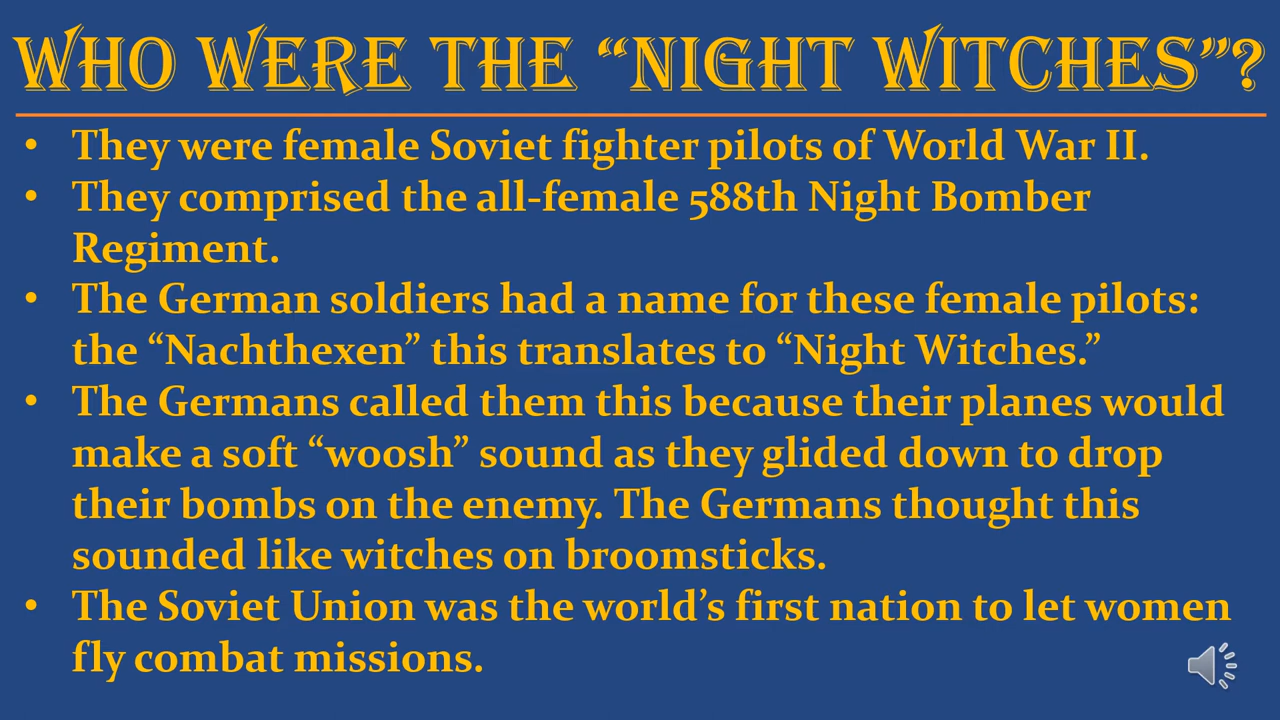 WHO WERE THE “NIGHT WITCHES”?
• They were female Soviet fighter pilots of World War II.
• They comprised the all-female 588th Night Bomber
Regiment.
• The German soldiers had a name for these female pilots:
the “Nachthexen” this translates to “Night Witches.”
• The Germans called them this because their planes would
make a soft “woosh” sound as they glided down to drop
their bombs on the enemy. The Germans thought this
sounded like witches on broomsticks.
• The Soviet Union was the world’s first nation to let women
fly combat missions.